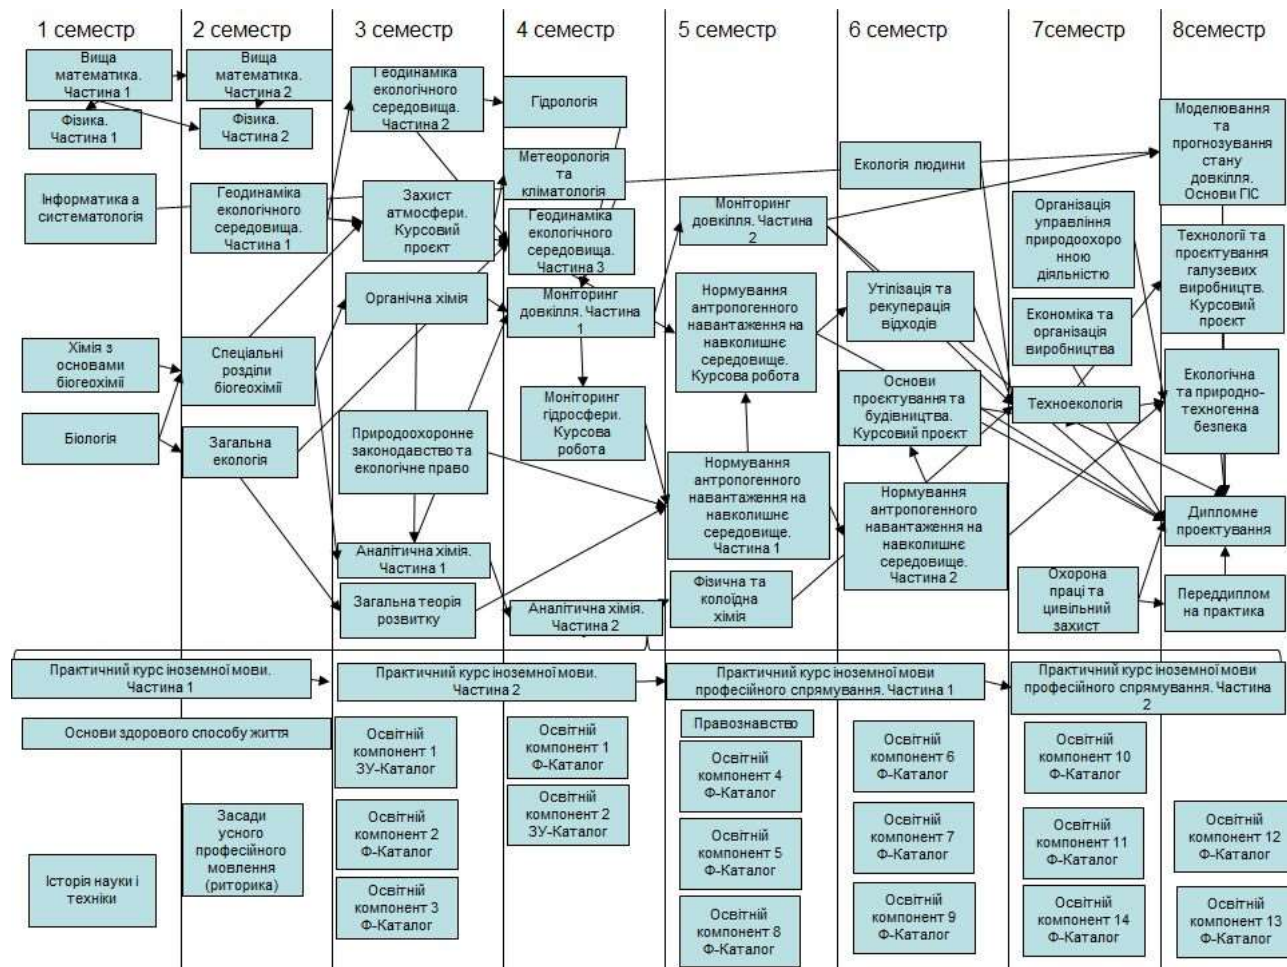 1 семестр
2 семестр
3 семестр
4 семестр
5 семестр
6 семестр
7семестр
8семестр
Вища
математика.
Частина 1
Фізика.
Частина 1
Інформатика а
систематологія
Хімія з
основами
біогеохімії
Біологія
Вища
математика.
Частина 2
Фізика.
Частина 2
Геодинаміка
екологічного
середовища.
Частина 1
Спеціальні
розділи
біогеохімії
Загальна
екологія
Геодинаміка
екологічного
середовища.
Частина 2
Захист
атмосфери.
Курсовий
проєкт
Органічна хімія
Природоохоронне
законодавство та
екологічне право
Аналітична хімія.
Частина 1
Загальна теорія
розвитку
Гідрологія
Метеорологія
та
кліматологія
Геодинаміка
екологічного
середовища.
Частина 3
Моніторинг
довкілля. Частина
1
Моніторинг
гідросфери.
Курсова
робота
Аналітична хімія.
Частина 2
Моніторинг
довкілля. Частина
2
Нормування
антропогенного
навантаження на
навколишнє
середовище.
Курсова робота
Нормування
антропогенного
навантаження на
навколишнє
середовище.
Частина 1
Фізична та
колоїдна
хімія
Екологія людини
Утилізація та
рекуперація
відходів
Основи
проєктування та
будівництва.
Курсовий проєкт
Нормування
антропогенного
навантаження на
навколишнє
середовище.
Частина 2
Організація
управління
природоохоро
нною
діяльністю
Економіка та
організація
виробництва
Техноекологія
Охорона
праці та
цивільний
захист
Моделювання
та
прогнозування
стану
довкілля.
Основи ГІС
Технології та
проєктування
галузевих
виробництв.
Курсовий
проєкт
Екологічна
та природно-
техногенна
безпека
Дипломне
проектування
Переддиплом
на практика
Практичний курс іноземної мови.
Частина 1
Практичний курс іноземної мови.
Частина 2
Практичний курс іноземної мови
професійного спрямування. Частина 1
Практичний курс іноземної мови
професійного спрямування. Частина
2
Основи здорового способу життя
Історія науки і
техніки
Засади
усного
професійного
мовлення
(риторика)
Освітній
компонент 1
ЗУ-Каталог
Освітній
компонент 2
Ф-Каталог
Освітній
компонент 3
Ф-Каталог
Освітній
компонент 1
Ф-Каталог
Освітній
компонент 2
ЗУ-Каталог
Правознавство
Освітній
компонент 4
Ф-Каталог
Освітній
компонент 5
Ф-Каталог
Освітній
компонент 8
Ф-Каталог
Освітній
компонент 6
Ф-Каталог
Освітній
компонент 7
Ф-Каталог
Освітній
компонент 9
Ф-Каталог
Освітній
компонент 10
Ф-Каталог
Освітній
компонент 11
Ф-Каталог
Освітній
компонент 14
Ф-Каталог
Освітній
компонент 12
Ф-Каталог
Освітній
компонент 13
Ф-Каталог